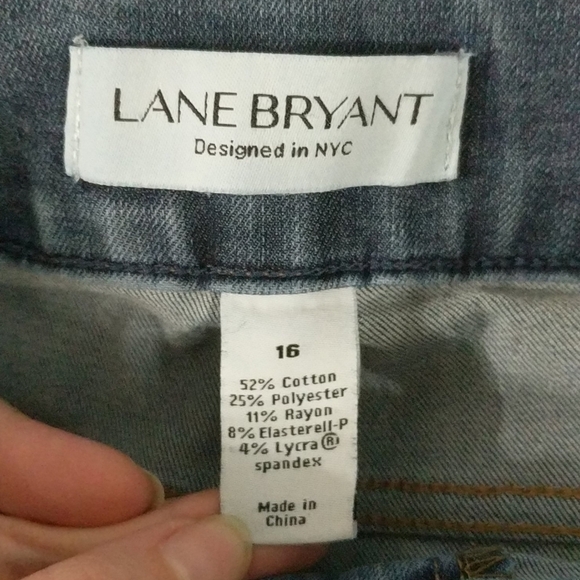 LANE BRYANT
Designed in NYC
16
52% Cotton
25% Polyester
11% Rayon
8% Elasterell-P
4% Lycra®
spandex
Made in
China